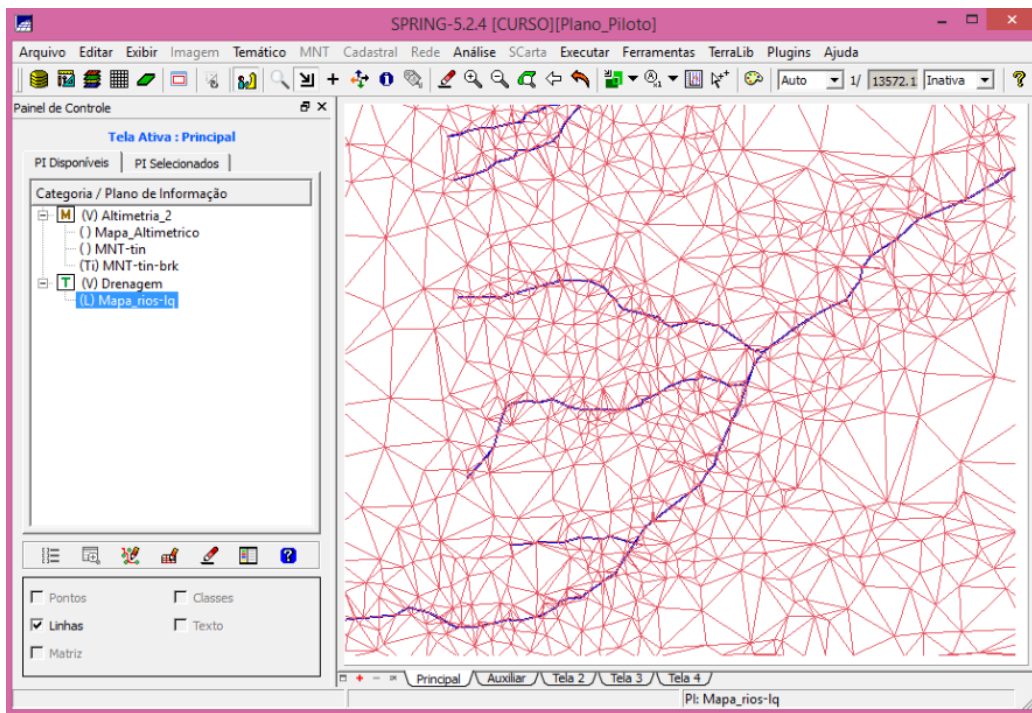 SPRING-5.2.4 [CURSO][Plano_Piloto]
Arquivo Editar Exibir Imagem Temático MNT Cadastral Rede Análise SCarta Executar Ferramentas TerraLib Plugins Ajuda
Auto 1/ 13572.1 Inativa
Painel de Controle
Tela Ativa : Principal
PI Disponíveis PI Selecionados
Categoria / Plano de Informação
M (V) Altimetria_2
() Mapa_Altimetrico
() MNT-tin
(Ti) MNT-tin-brk
T (V) Drenagem
(L) Mapa_rios-lq
Pontos Classes
Linhas Texto
Matriz
Principal Auxiliar Tela 2 Tela 3 Tela 4
PI: Mapa_rios-lq